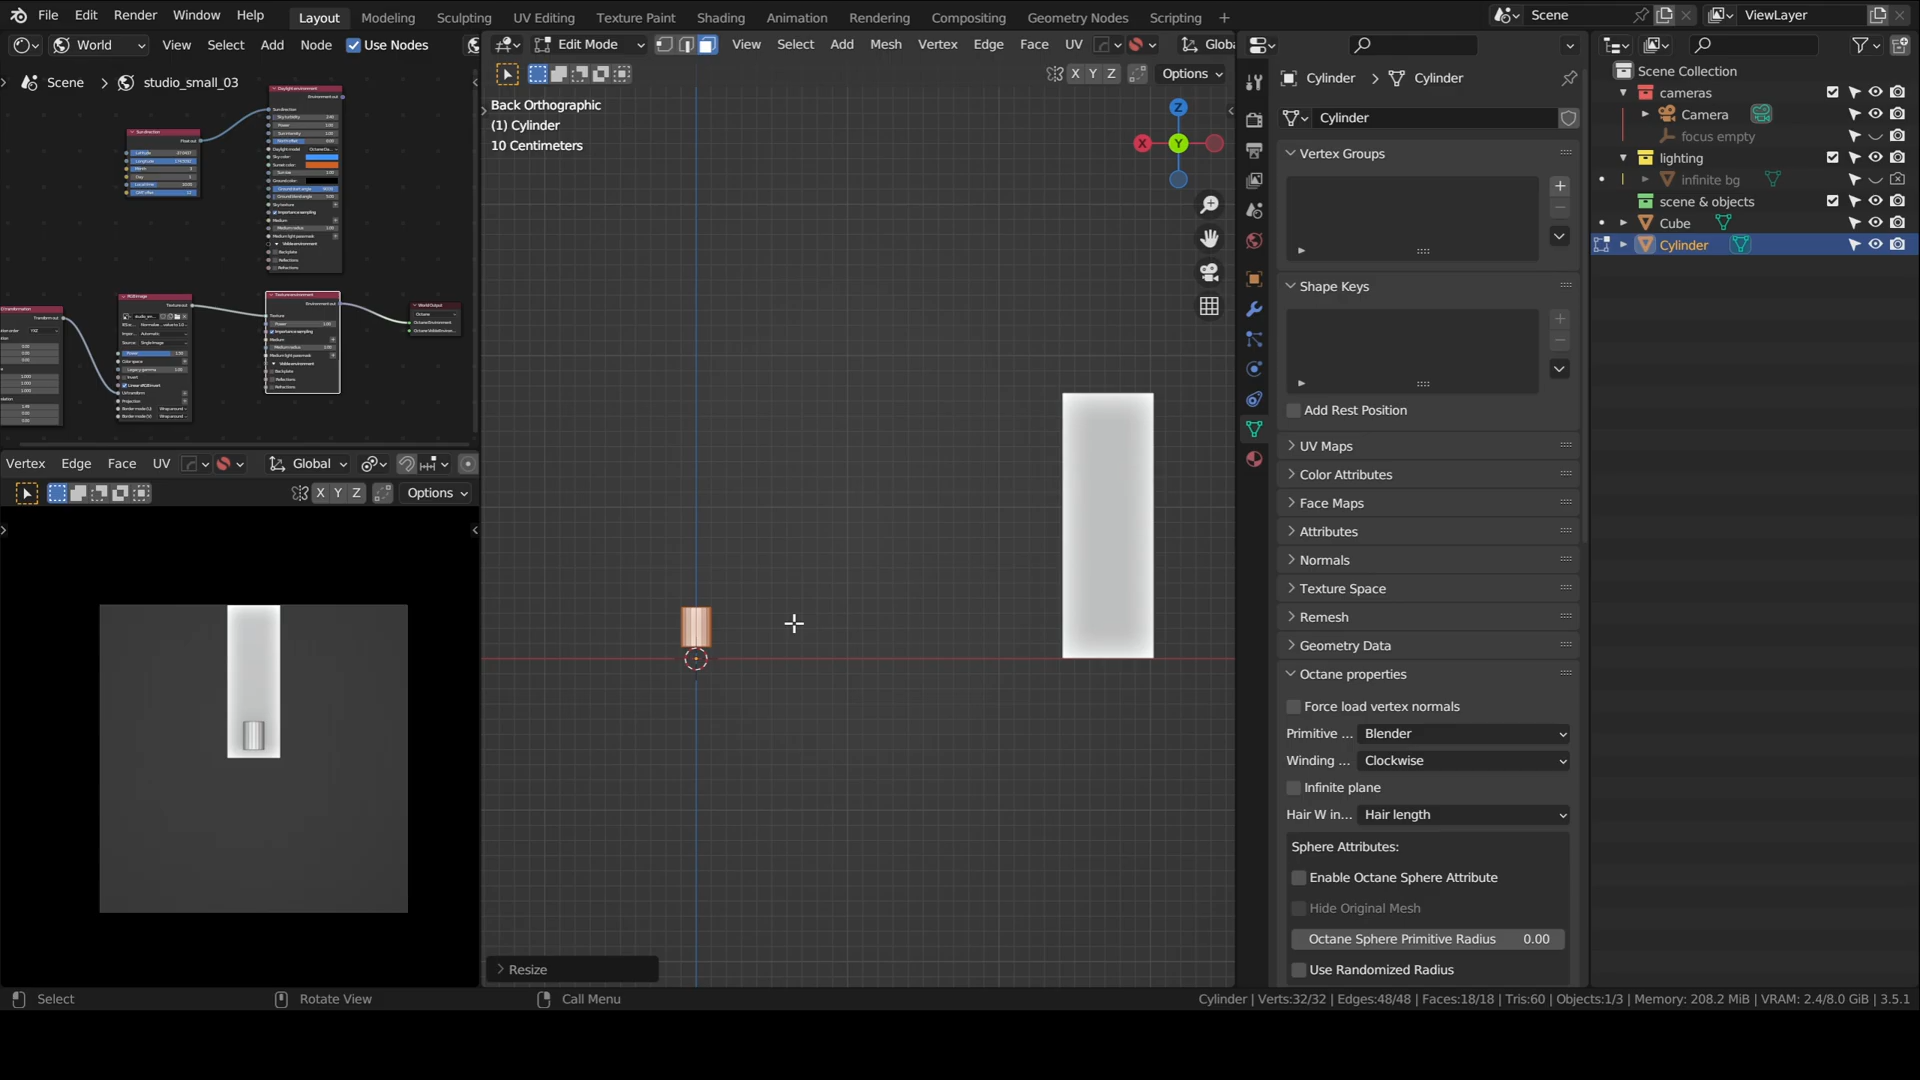 File Edit Render Window Help Layout Modeling Sculpting UV Editing Texture Paint Shading Animation Rendering Compositing Geometry Nodes Scripting + Scene ViewLayer
World View Select Add Node Use Nodes
Scene > studio_small_03
Edit Mode View Select Add Mesh Vertex Edge Face UV Globa
X Y Z Options
Back Orthographic
(1) Cylinder
10 Centimeters
Z
X Y
Resize
Vertex Edge Face UV Global
X Y Z Options
Cylinder > Cylinder
Cylinder
Vertex Groups
Shape Keys
Add Rest Position
UV Maps
Color Attributes
Face Maps
Attributes
Normals
Texture Space
Remesh
Geometry Data
Octane properties
Force load vertex normals
Primitive ... Blender
Winding ... Clockwise
Infinite plane
Hair W in... Hair length
Sphere Attributes:
Enable Octane Sphere Attribute
Hide Original Mesh
Octane Sphere Primitive Radius 0.00
Use Randomized Radius
Scene Collection
cameras
Camera
focus empty
lighting
infinite bg
scene & objects
Cube
Cylinder
Select Rotate View Call Menu
Cylinder | Verts:32/32 | Edges:48/48 | Faces:18/18 | Tris:60 | Objects:1/3 | Memory: 208.2 MiB | VRAM: 2.4/8.0 GiB | 3.5.1